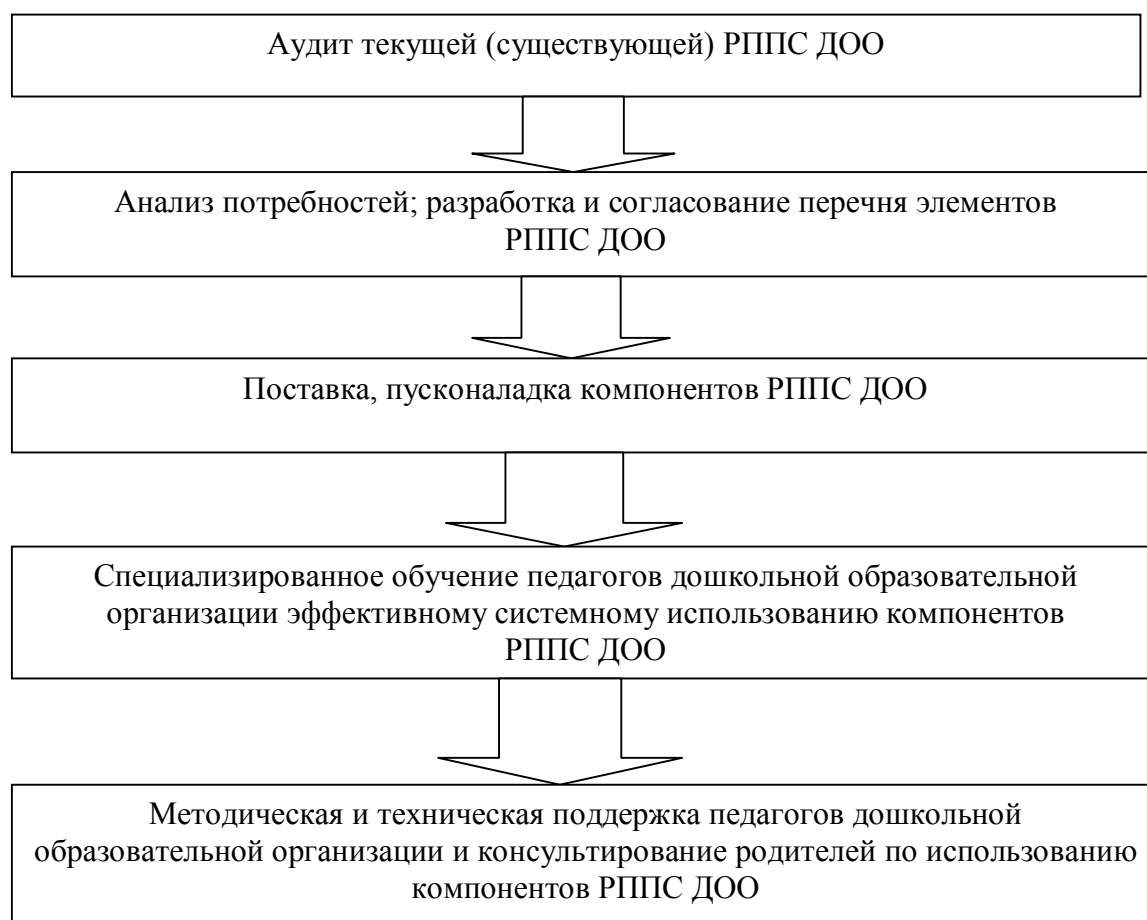 Аудит текущей (существующей) РППС ДОО
Анализ потребностей; разработка и согласование перечня элементов
РППС ДОО
Поставка, пусконаладка компонентов РППС ДОО
Специализированное обучение педагогов дошкольной образовательной
организации эффективному системному использованию компонентов
РППС ДОО
Методическая и техническая поддержка педагогов дошкольной
образовательной организации и консультирование родителей по использованию
компонентов РППС ДОО